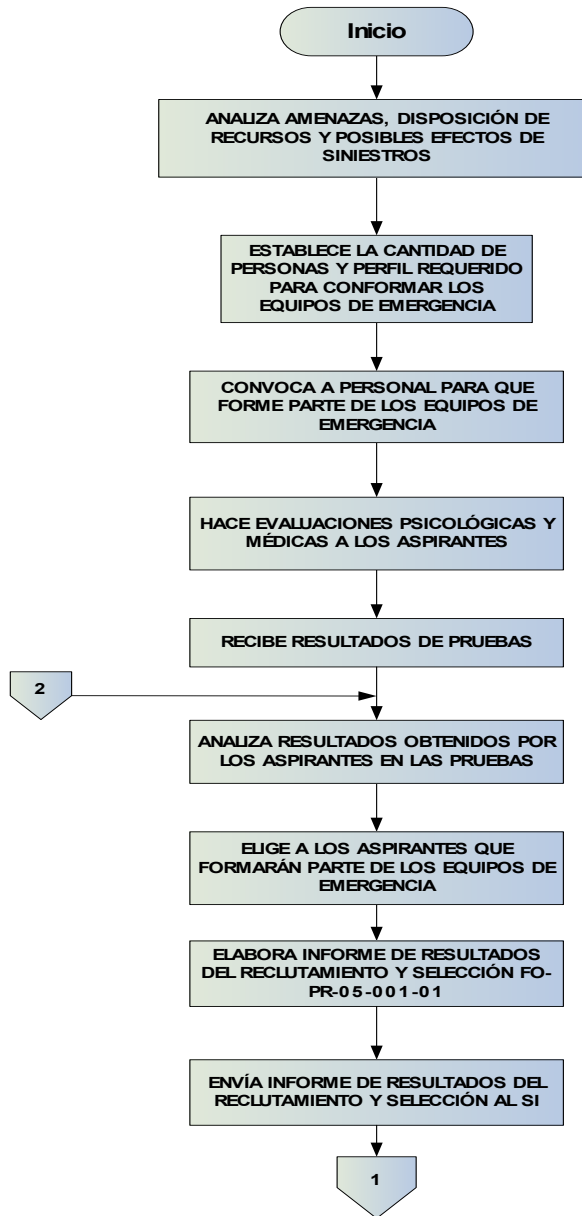 Inicio
ANALIZA AMENAZAS, DISPOSICIÓN DE
RECURSOS Y POSIBLES EFECTOS DE
SINIESTROS
ESTABLECE LA CANTIDAD DE
PERSONAS Y PERFIL REQUERIDO
PARA CONFORMAR LOS
EQUIPOS DE EMERGENCIA
CONVOCA A PERSONAL PARA QUE
FORME PARTE DE LOS EQUIPOS DE
EMERGENCIA
HACE EVALUACIONES PSICOLÓGICAS Y
MÉDICAS A LOS ASPIRANTES
RECIBE RESULTADOS DE PRUEBAS
2
ANALIZA RESULTADOS OBTENIDOS POR
LOS ASPIRANTES EN LAS PRUEBAS
ELIGE A LOS ASPIRANTES QUE
FORMARÁN PARTE DE LOS EQUIPOS DE
EMERGENCIA
ELABORA INFORME DE RESULTADOS
DEL RECLUTAMIENTO Y SELECCIÓN FO-
PR-05-001-01
ENVÍA INFORME DE RESULTADOS DEL
RECLUTAMIENTO Y SELECCIÓN AL SI
1